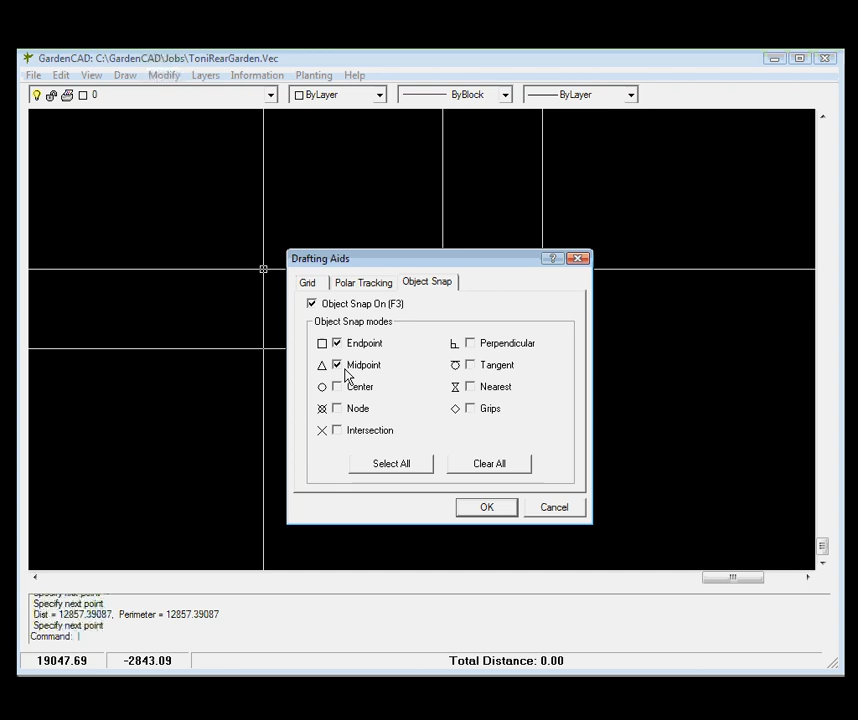 GardenCAD: C:\GardenCAD\Jobs\ToniRearGarden.Vec
File Edit View Draw Modify Layers Information Planting Help
0 ByLayer ByBlock ByLayer
Drafting Aids
Grid Polar Tracking Object Snap
Object Snap On (F3)
Object Snap modes
Endpoint Perpendicular
Midpoint Tangent
Center Nearest
Node Grips
Intersection
Select All Clear All
OK Cancel
Specify next point
Specify next point
Dist = 12857.39087, Perimeter = 12857.39087
Specify next point
Command:
19047.69 -2843.09 Total Distance: 0.00